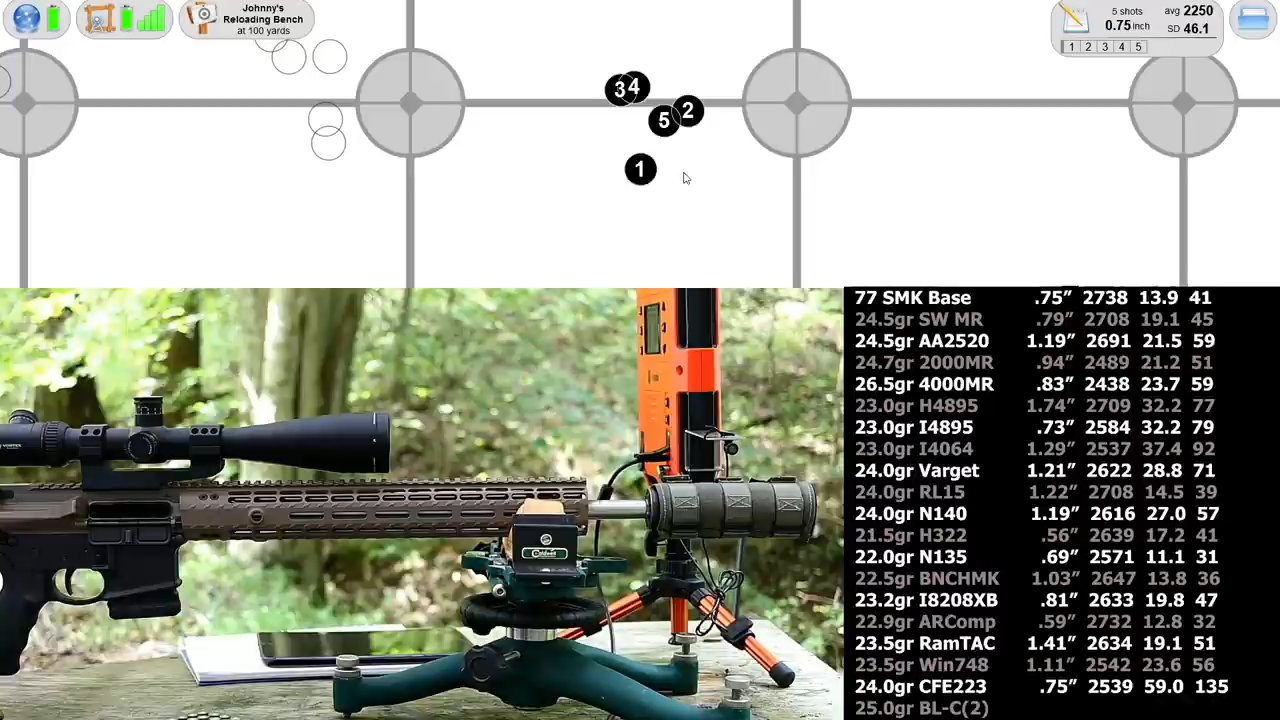 Johnny's
Reloading Bench
at 100 yards
5 shots
0.75 inch
avg 2250
SD 46.1
1 2 3 4 5
3 4
5 2
1
Caldwell
77 SMK Base .75" 2738 13.9 41
24.5gr SW MR .79" 2708 19.1 45
24.5gr AA2520 1.19" 2691 21.5 59
24.7gr 2000MR .94" 2489 21.2 51
26.5gr 4000MR .83" 2438 23.7 59
23.0gr H4895 1.74" 2709 32.2 77
23.0gr I4895 .73" 2584 32.2 79
23.0gr I4064 1.29" 2537 37.4 92
24.0gr Varget 1.21" 2622 28.8 71
24.0gr RL15 1.22" 2708 14.5 39
24.0gr N140 1.19" 2616 27.0 57
21.5gr H322 .56" 2639 17.2 41
22.0gr N135 .69" 2571 11.1 31
22.5gr BNCHMK 1.03" 2647 13.8 36
23.2gr I8208XB .81" 2633 19.8 47
22.9gr ARComp .59" 2732 12.8 32
23.5gr RamTAC 1.41" 2634 19.1 51
23.5gr Win748 1.11" 2542 23.6 56
24.0gr CFE223 .75" 2539 59.0 135
25.0gr BL-C(2)